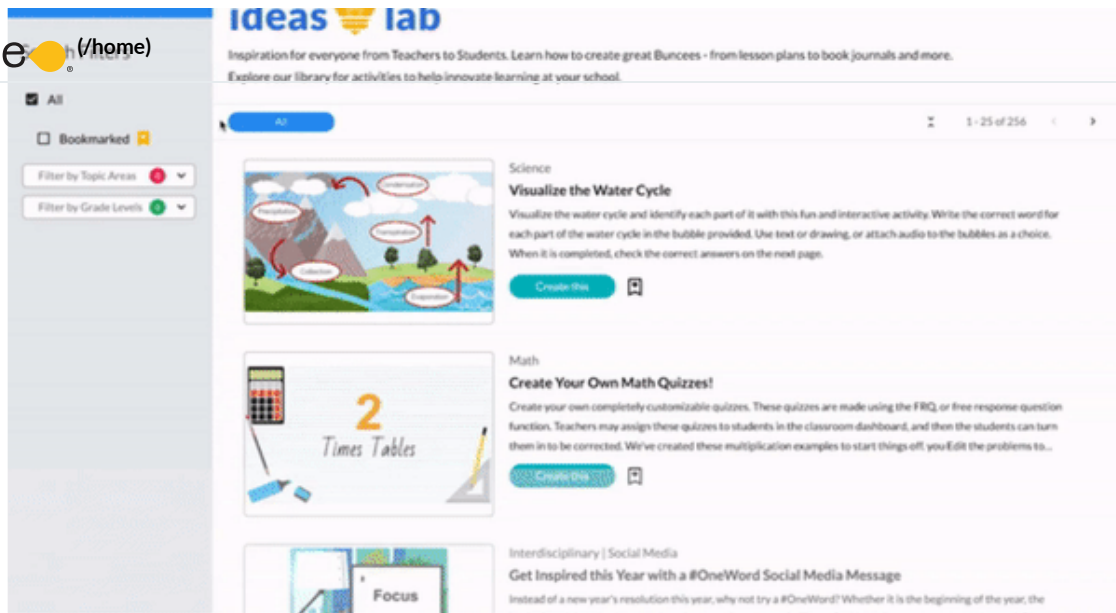 ideas lab
e
(/home)
®
Inspiration for everyone from Teachers to Students. Learn how to create great Buncees - from lesson plans to book journals and more.
Explore our library for activities to help innovate learning at your school.
All
Bookmarked
Filter by Topic Areas 0
Filter by Grade Levels 0
All
1 - 25 of 256
Science
Visualize the Water Cycle
Visualize the water cycle and identify each part of it with this fun and interactive activity. Write the correct word for
each part of the water cycle in the bubble provided. Use text or drawing, or attach audio to the bubbles as a choice.
When it is completed, check the correct answers on the next page.
Create this
Condensation
Precipitation
Transpiration
Collection
Evaporation
Math
Create Your Own Math Quizzes!
Create your own completely customizable quizzes. These quizzes are made using the FRQ, or free response question
function. Teachers may assign these quizzes to students in the classroom dashboard, and then the students can turn
them in to be corrected. We've created these multiplication examples to start things off, you Edit the problems to...
Create this
2
Times Tables
Interdisciplinary | Social Media
Get Inspired this Year with a #OneWord Social Media Message
Instead of a new year's resolution this year, why not try a #OneWord? Whether it is the beginning of the year, the
Focus